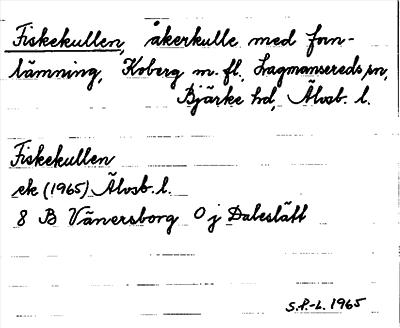 Fiskekullen, åkerkulle med forn-
lämning, Koberg m. fl., Lagmansereds sn,
Bjärke hd, Älvsb. l.
Fiskekullen
ek (1965) Älvsb. l.
8 B Vänersborg 0 j Dalsslätt
S.P.-L. 1965